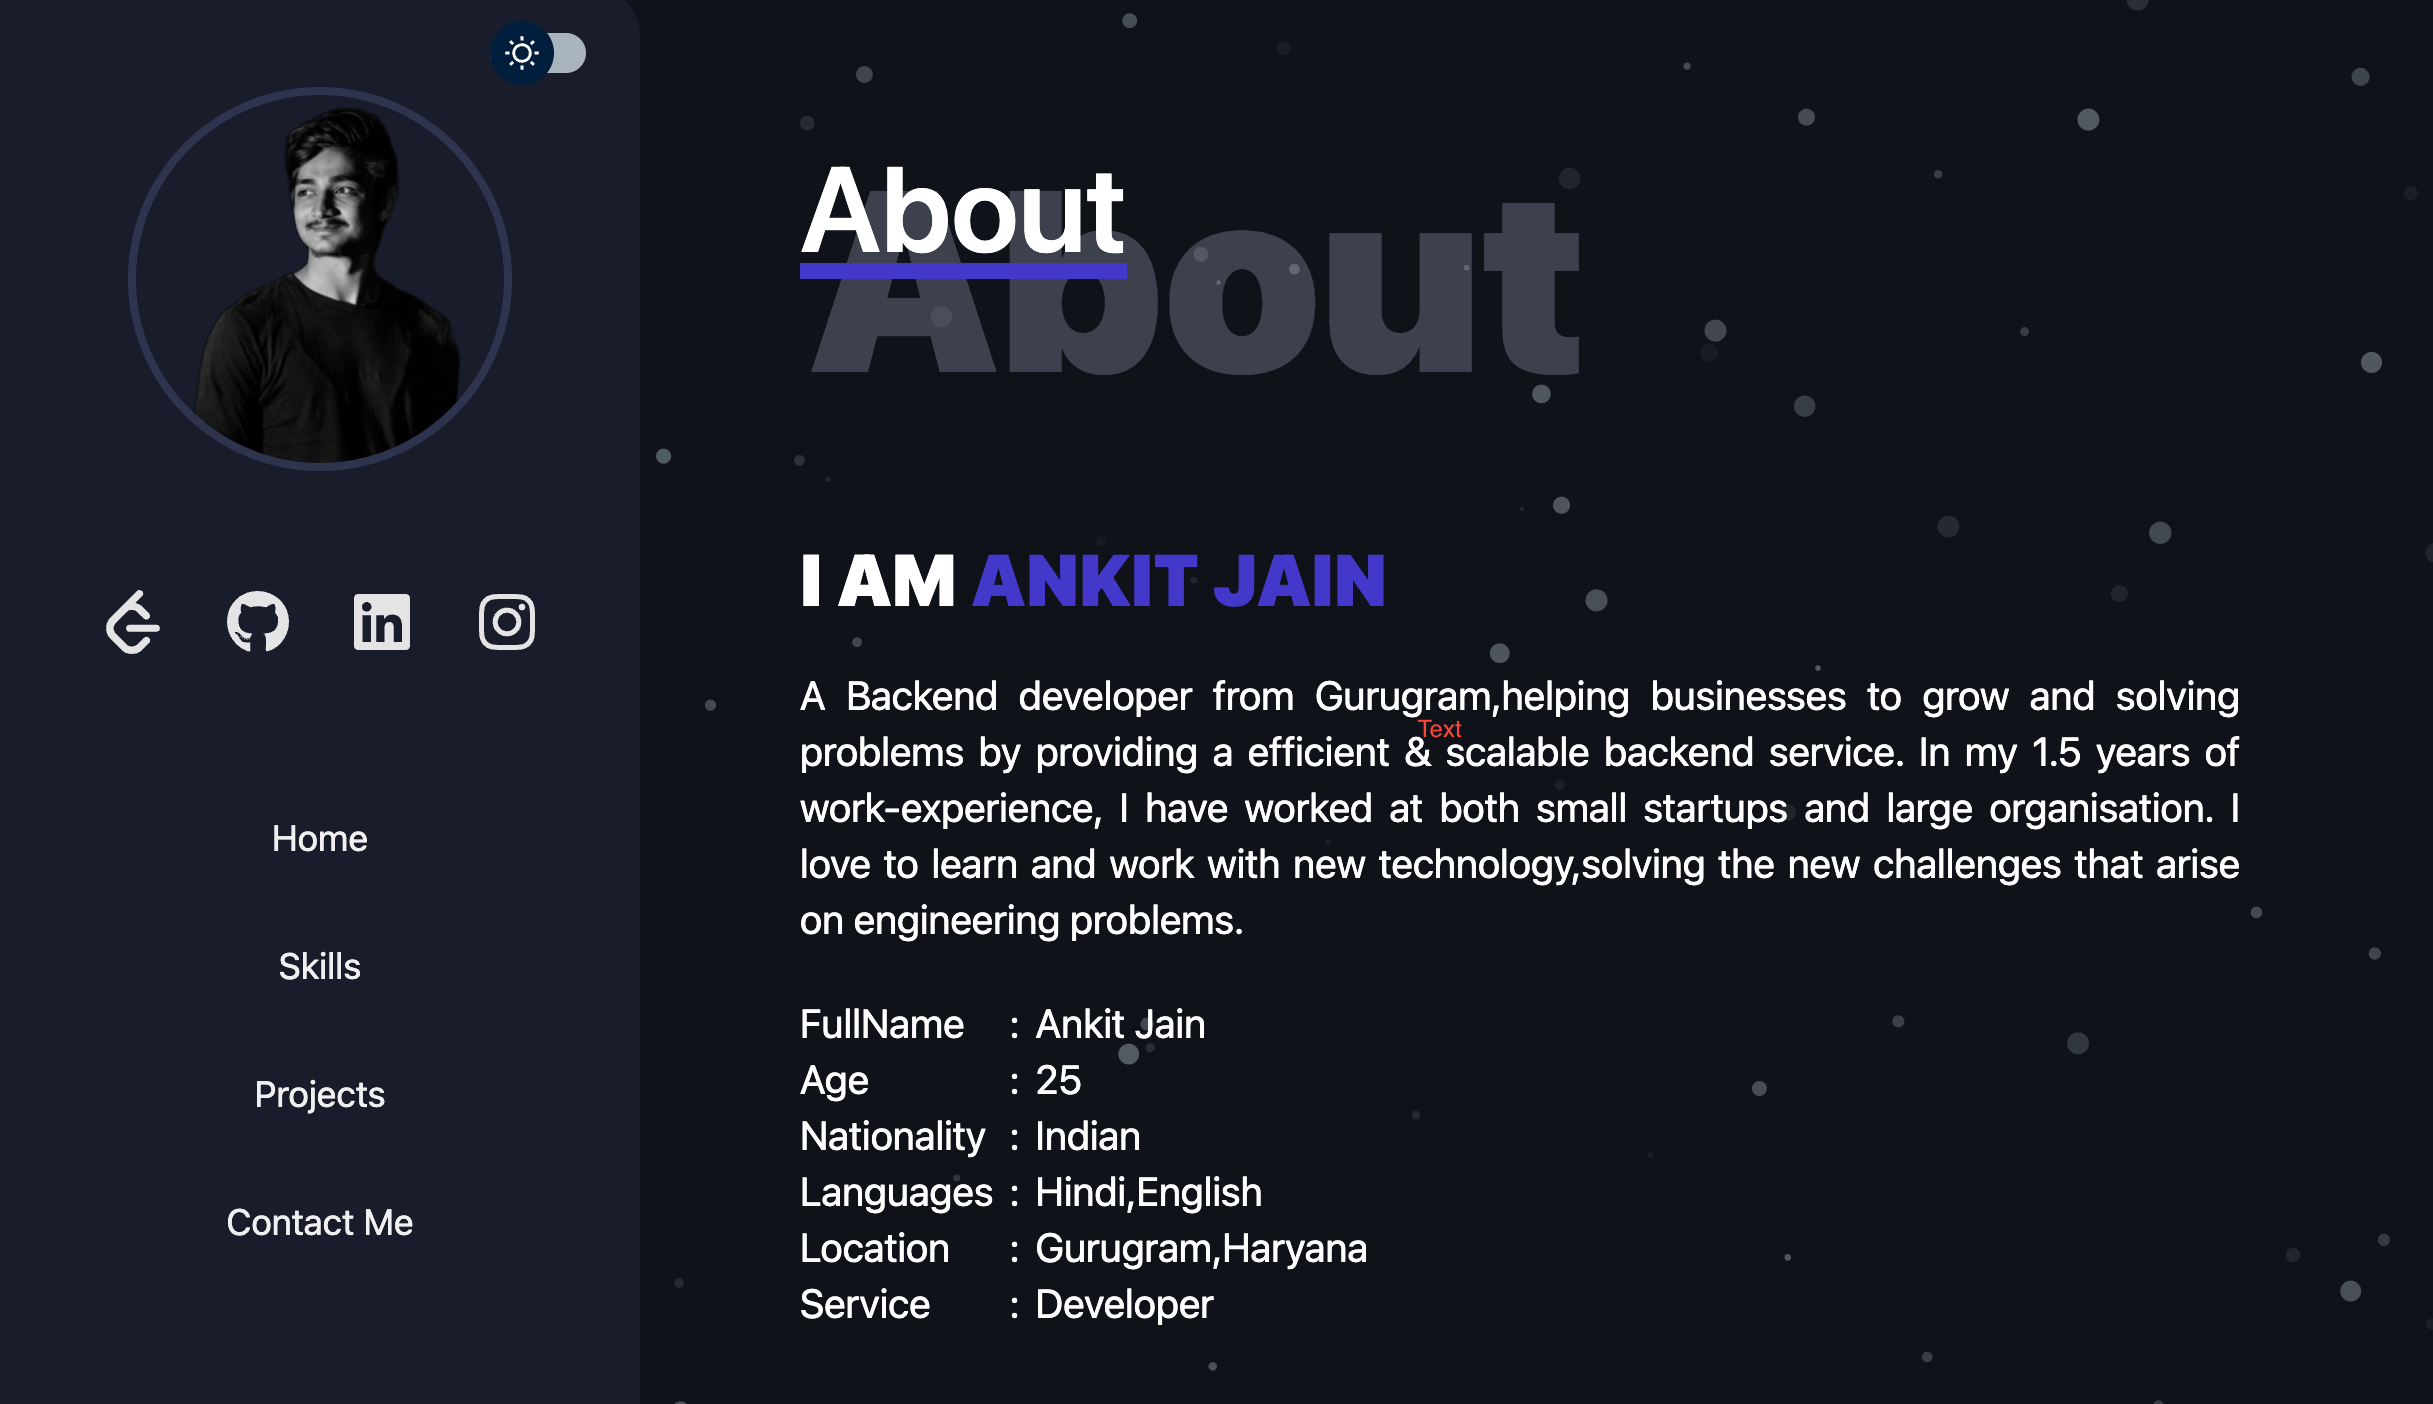 About
About
I AM ANKIT JAIN
A Backend developer from Gurugram,helping businesses to grow and solving
Text
problems by providing a efficient & scalable backend service. In my 1.5 years of
work-experience, I have worked at both small startups and large organisation. I
love to learn and work with new technology,solving the new challenges that arise
on engineering problems.
FullName : Ankit Jain
Age : 25
Nationality : Indian
Languages : Hindi,English
Location : Gurugram,Haryana
Service : Developer
in
Home
Skills
Projects
Contact Me